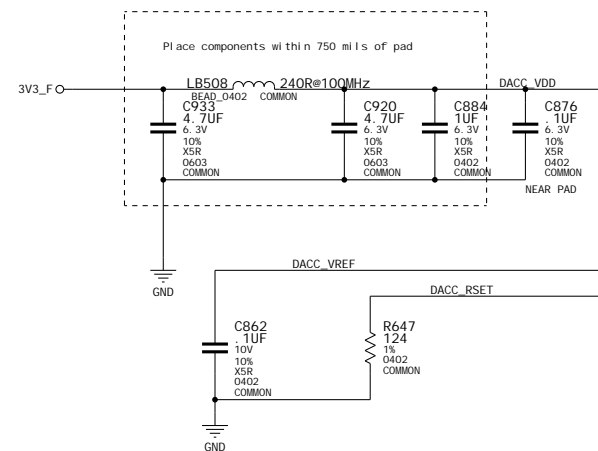 Place components within 750 mils of pad
3V3_F
LB508
240R@100MHz
BEAD_0402
COMMON
DACC_VDD
C933
4.7UF
6.3V
10%
X5R
0603
COMMON
C920
4.7UF
6.3V
10%
X5R
0603
COMMON
C884
1UF
6.3V
10%
X5R
0402
COMMON
C876
.1UF
6.3V
10%
X5R
0402
COMMON
NEAR PAD
GND
DACC_VREF
DACC_RSET
C862
.1UF
10V
10%
X5R
0402
COMMON
R647
124
1%
0402
COMMON
GND